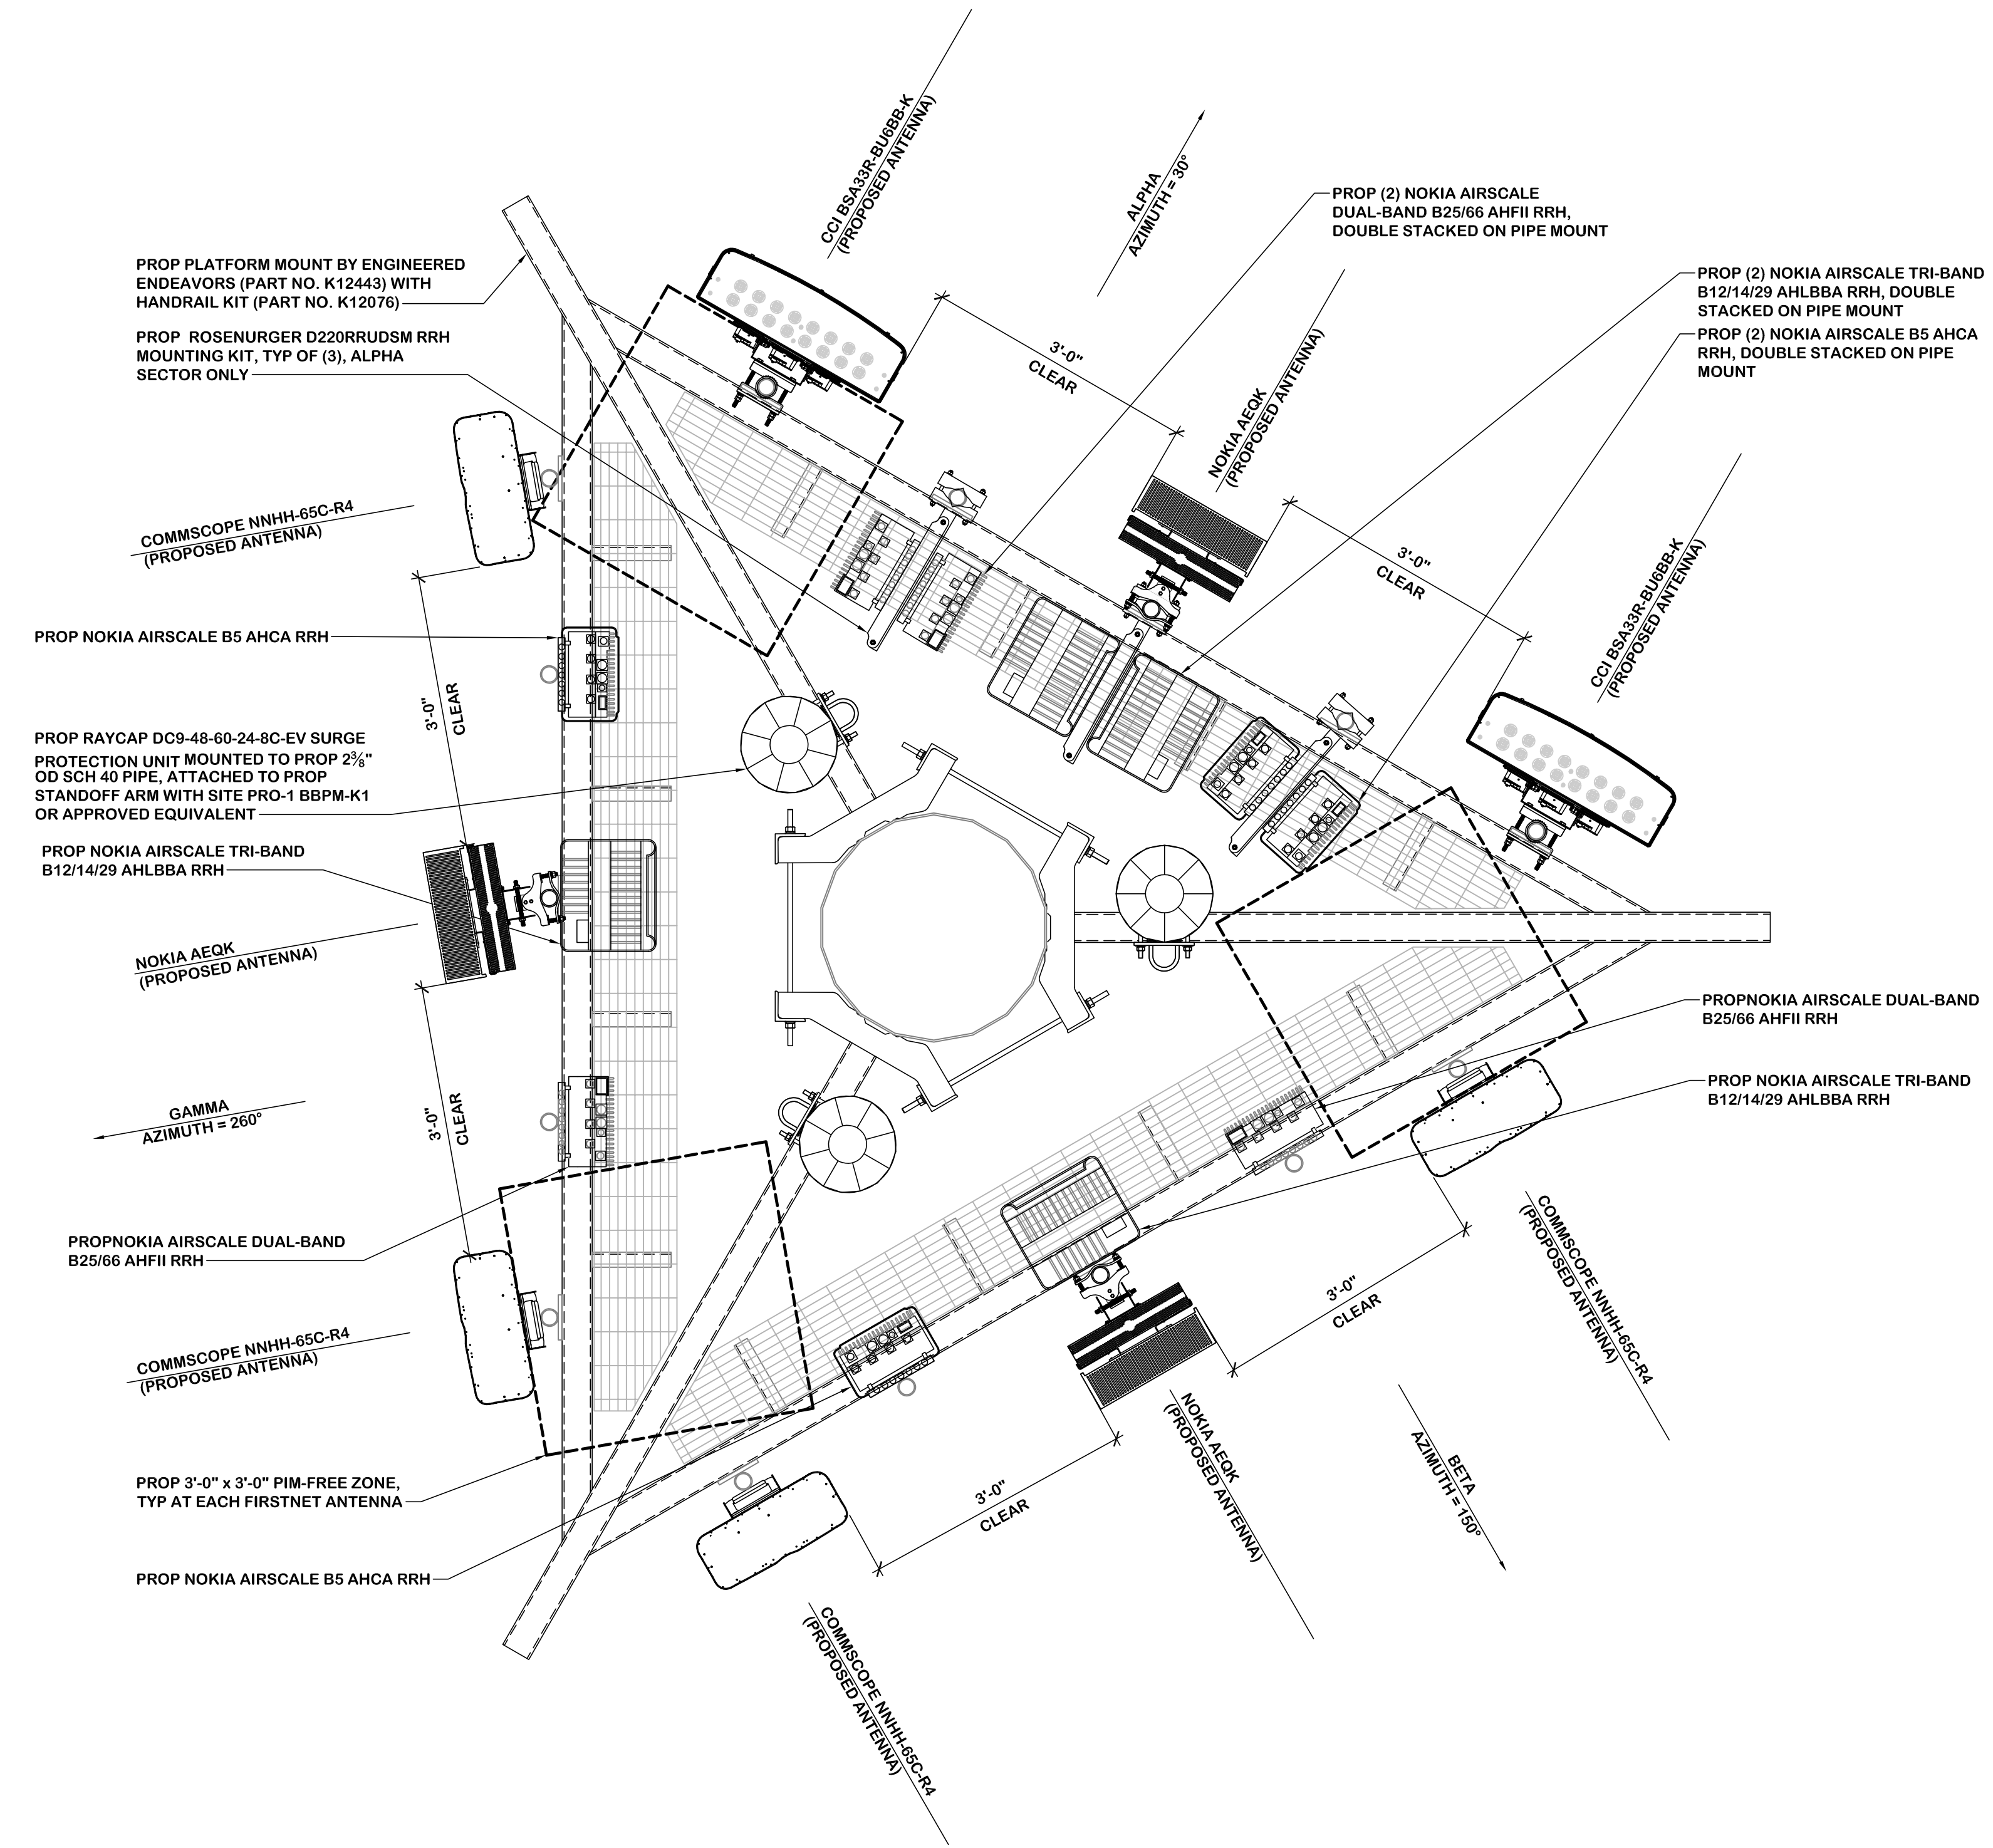 CCI BSA33R-BU6BB-K
(PROPOSED ANTENNA)
ALPHA
AZIMUTH = 30°
PROP (2) NOKIA AIRSCALE
DUAL-BAND B25/66 AHFII RRH,
DOUBLE STACKED ON PIPE MOUNT
PROP PLATFORM MOUNT BY ENGINEERED
ENDEAVORS (PART NO. K12443) WITH
HANDRAIL KIT (PART NO. K12076)
PROP (2) NOKIA AIRSCALE TRI-BAND
B12/14/29 AHLBBA RRH, DOUBLE
STACKED ON PIPE MOUNT
PROP ROSENURGER D220RRUDSM RRH
MOUNTING KIT, TYP OF (3), ALPHA
SECTOR ONLY
PROP (2) NOKIA AIRSCALE B5 AHCA
RRH, DOUBLE STACKED ON PIPE
MOUNT
3'-0"
CLEAR
NOKIA AEQK
(PROPOSED ANTENNA)
3'-0"
CLEAR
CCI BSA33R-BU6BB-K
(PROPOSED ANTENNA)
COMMSCOPE NNHH-65C-R4
(PROPOSED ANTENNA)
PROP NOKIA AIRSCALE B5 AHCA RRH
3'-0"
CLEAR
PROP RAYCAP DC9-48-60-24-8C-EV SURGE
PROTECTION UNIT MOUNTED TO PROP 2⅜"
OD SCH 40 PIPE, ATTACHED TO PROP
STANDOFF ARM WITH SITE PRO-1 BBPM-K1
OR APPROVED EQUIVALENT
PROP NOKIA AIRSCALE TRI-BAND
B12/14/29 AHLBBA RRH
NOKIA AEQK
(PROPOSED ANTENNA)
PROPNOKIA AIRSCALE DUAL-BAND
B25/66 AHFII RRH
PROP NOKIA AIRSCALE TRI-BAND
B12/14/29 AHLBBA RRH
GAMMA
AZIMUTH = 260°
3'-0"
CLEAR
PROPNOKIA AIRSCALE DUAL-BAND
B25/66 AHFII RRH
COMMSCOPE NNHH-65C-R4
(PROPOSED ANTENNA)
COMMSCOPE NNHH-65C-R4
(PROPOSED ANTENNA)
3'-0"
CLEAR
NOKIA AEQK
(PROPOSED ANTENNA)
BETA
AZIMUTH = 150°
3'-0"
CLEAR
PROP 3'-0" x 3'-0" PIM-FREE ZONE,
TYP AT EACH FIRSTNET ANTENNA
PROP NOKIA AIRSCALE B5 AHCA RRH
COMMSCOPE NNHH-65C-R4
(PROPOSED ANTENNA)